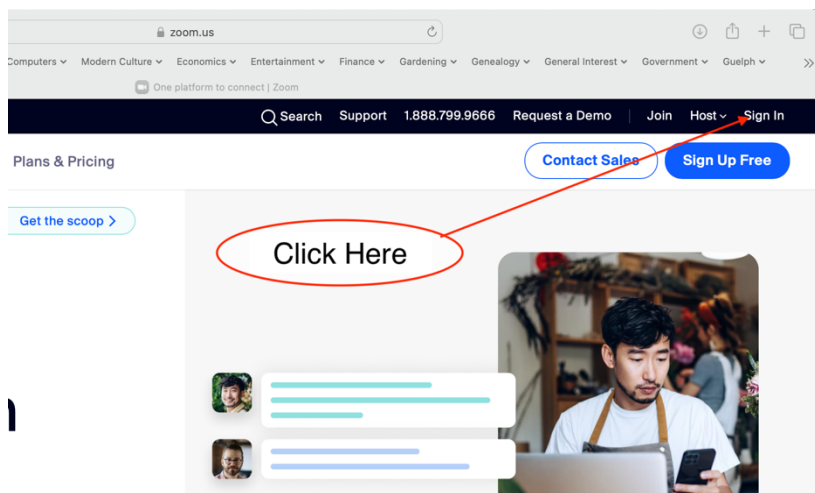 zoom.us
Computers Modern Culture Economics Entertainment Finance Gardening Genealogy General Interest Government Guelph
One platform to connect | Zoom
Search Support 1.888.799.9666 Request a Demo Join Host Sign In
Plans & Pricing
Contact Sales Sign Up Free
Get the scoop
Click Here